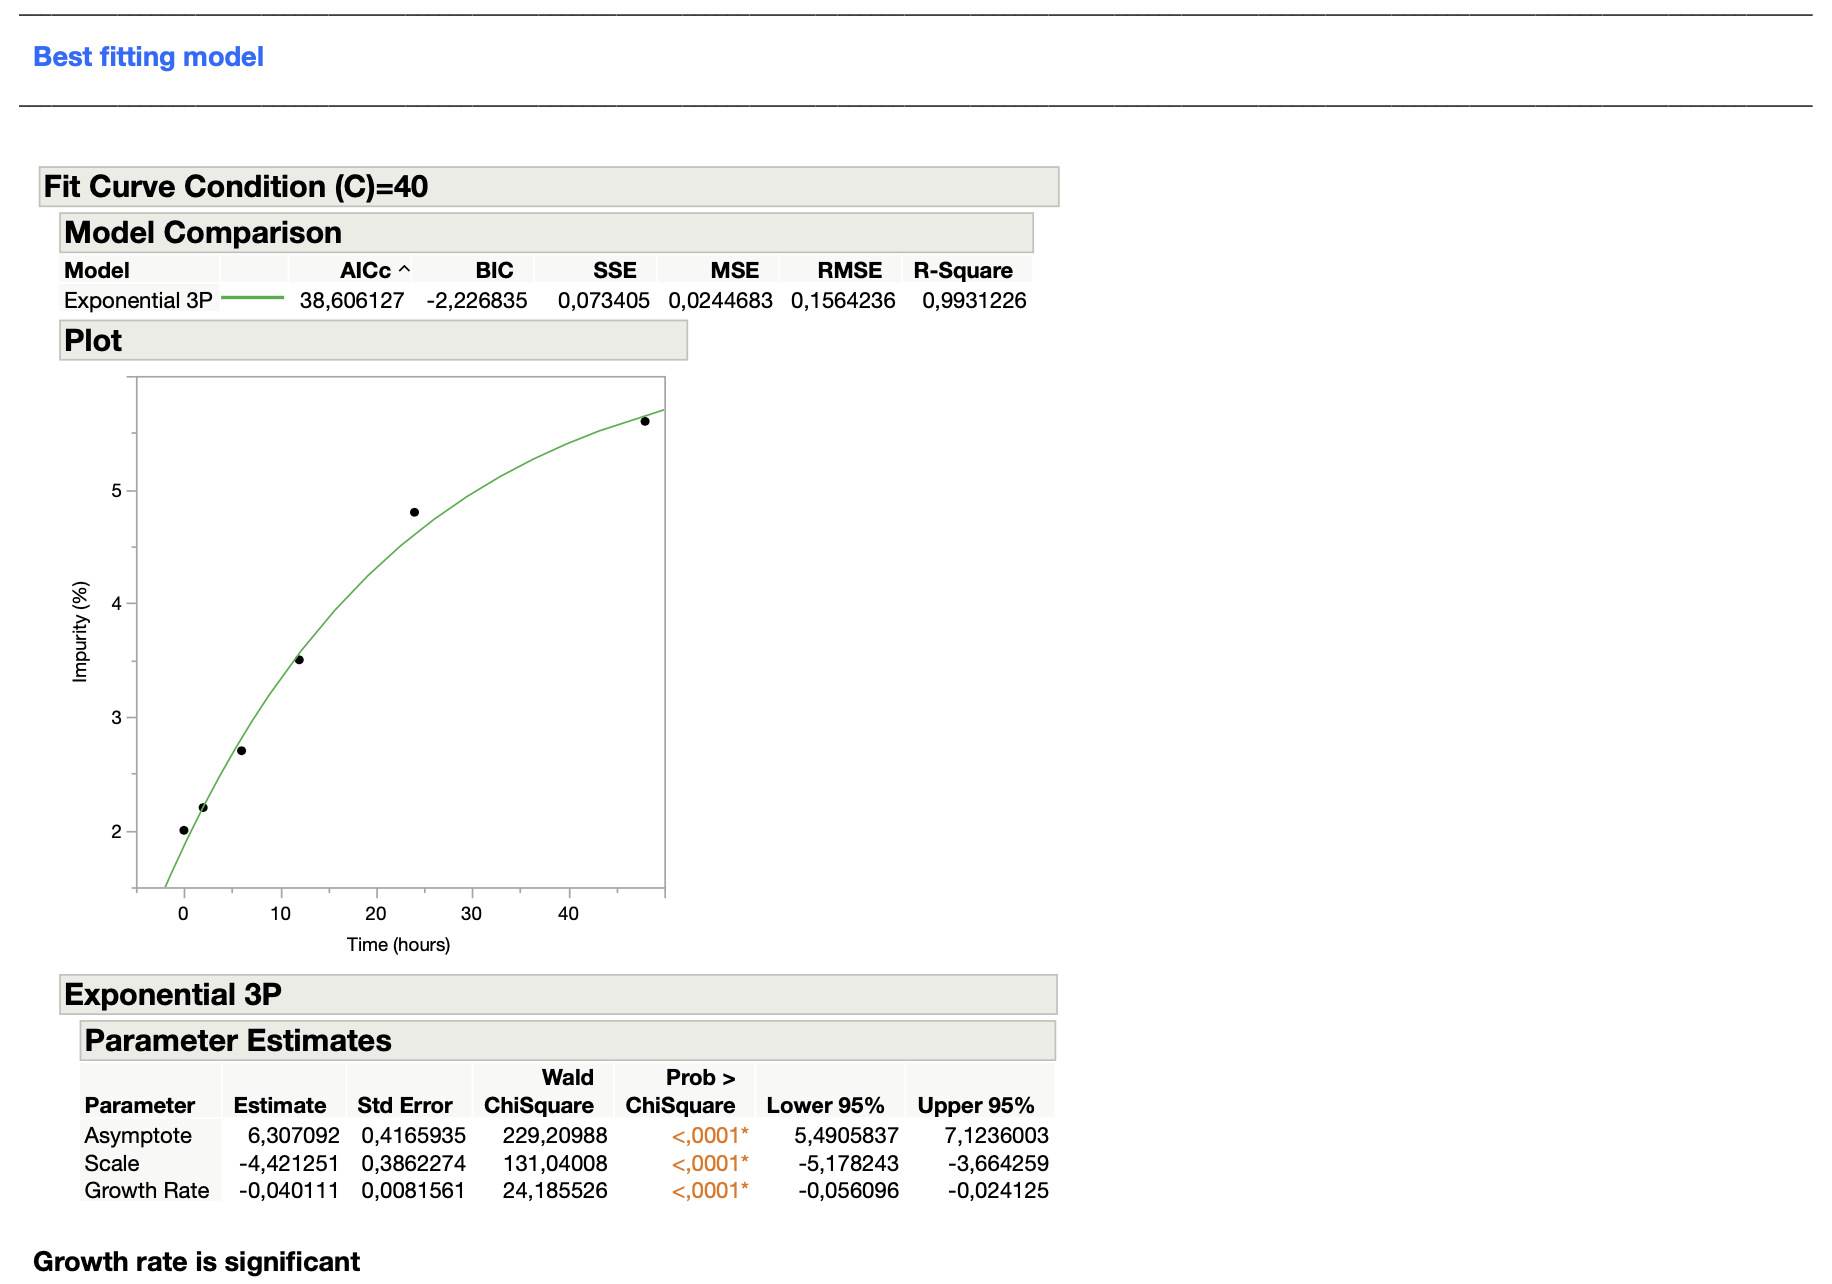 Best fitting model
Fit Curve Condition (C)=40
Model Comparison
Model AICc ^ BIC SSE MSE RMSE R-Square
Exponential 3P 38,606127 -2,226835 0,073405 0,0244683 0,1564236 0,9931226
Plot
5
4
3
2
Impurity (%)
0 10 20 30 40
Time (hours)
Exponential 3P
Parameter Estimates
Wald Prob >
Parameter Estimate Std Error ChiSquare ChiSquare Lower 95% Upper 95%
Asymptote 6,307092 0,4165935 229,20988 <,0001* 5,4905837 7,1236003
Scale -4,421251 0,3862274 131,04008 <,0001* -5,178243 -3,664259
Growth Rate -0,040111 0,0081561 24,185526 <,0001* -0,056096 -0,024125
Growth rate is significant